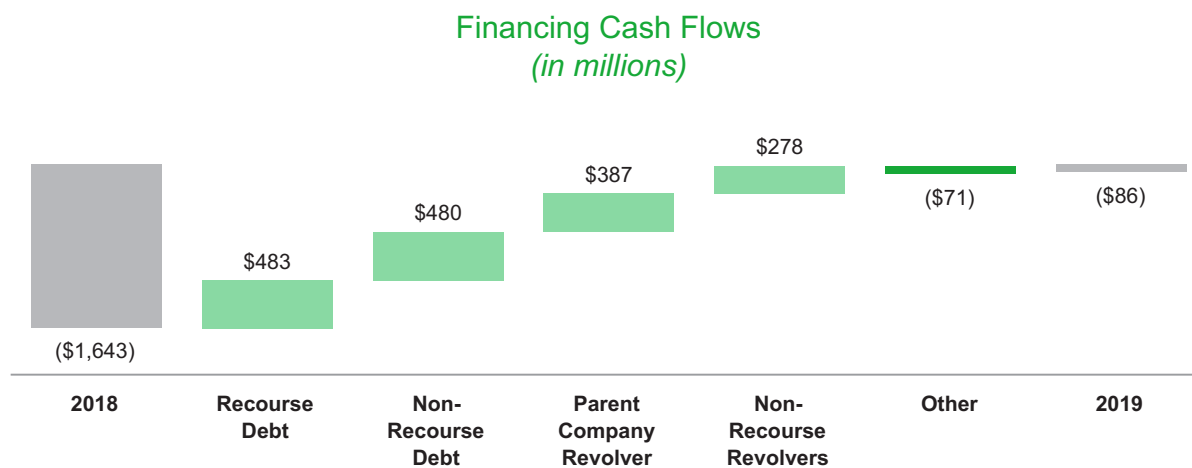 Financing Cash Flows
(in millions)
$278
$387
($71)
($86)
$480
$483
($1,643)
2018
Recourse
Debt
Non-
Recourse
Debt
Parent
Company
Revolver
Non-
Recourse
Revolvers
Other
2019